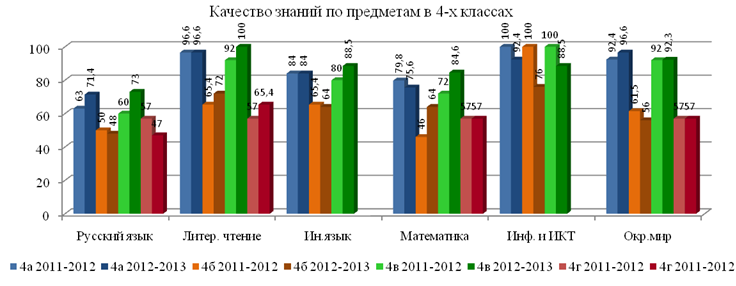 Качество знаний по предметам в 4-х классах
100
80
60
40
20
0
63 71,4 50 48 60 73 57 47
96,6 96,6 65,4 72 92 100 57 65,4
84 84 65,4 64 80 88,5
79,8 75,6 46 64 72 84,6 57 57
100 92,4 100 76 100 88,5
92,4 96,6 61,5 56 92 92,3 57 57
Русский язык Литер. чтение Ин.язык Математика Инф. и ИКТ Окр.мир
4а 2011-2012 4а 2012-2013 4б 2011-2012 4б 2012-2013 4в 2011-2012 4в 2012-2013 4г 2011-2012 4г 2011-2012